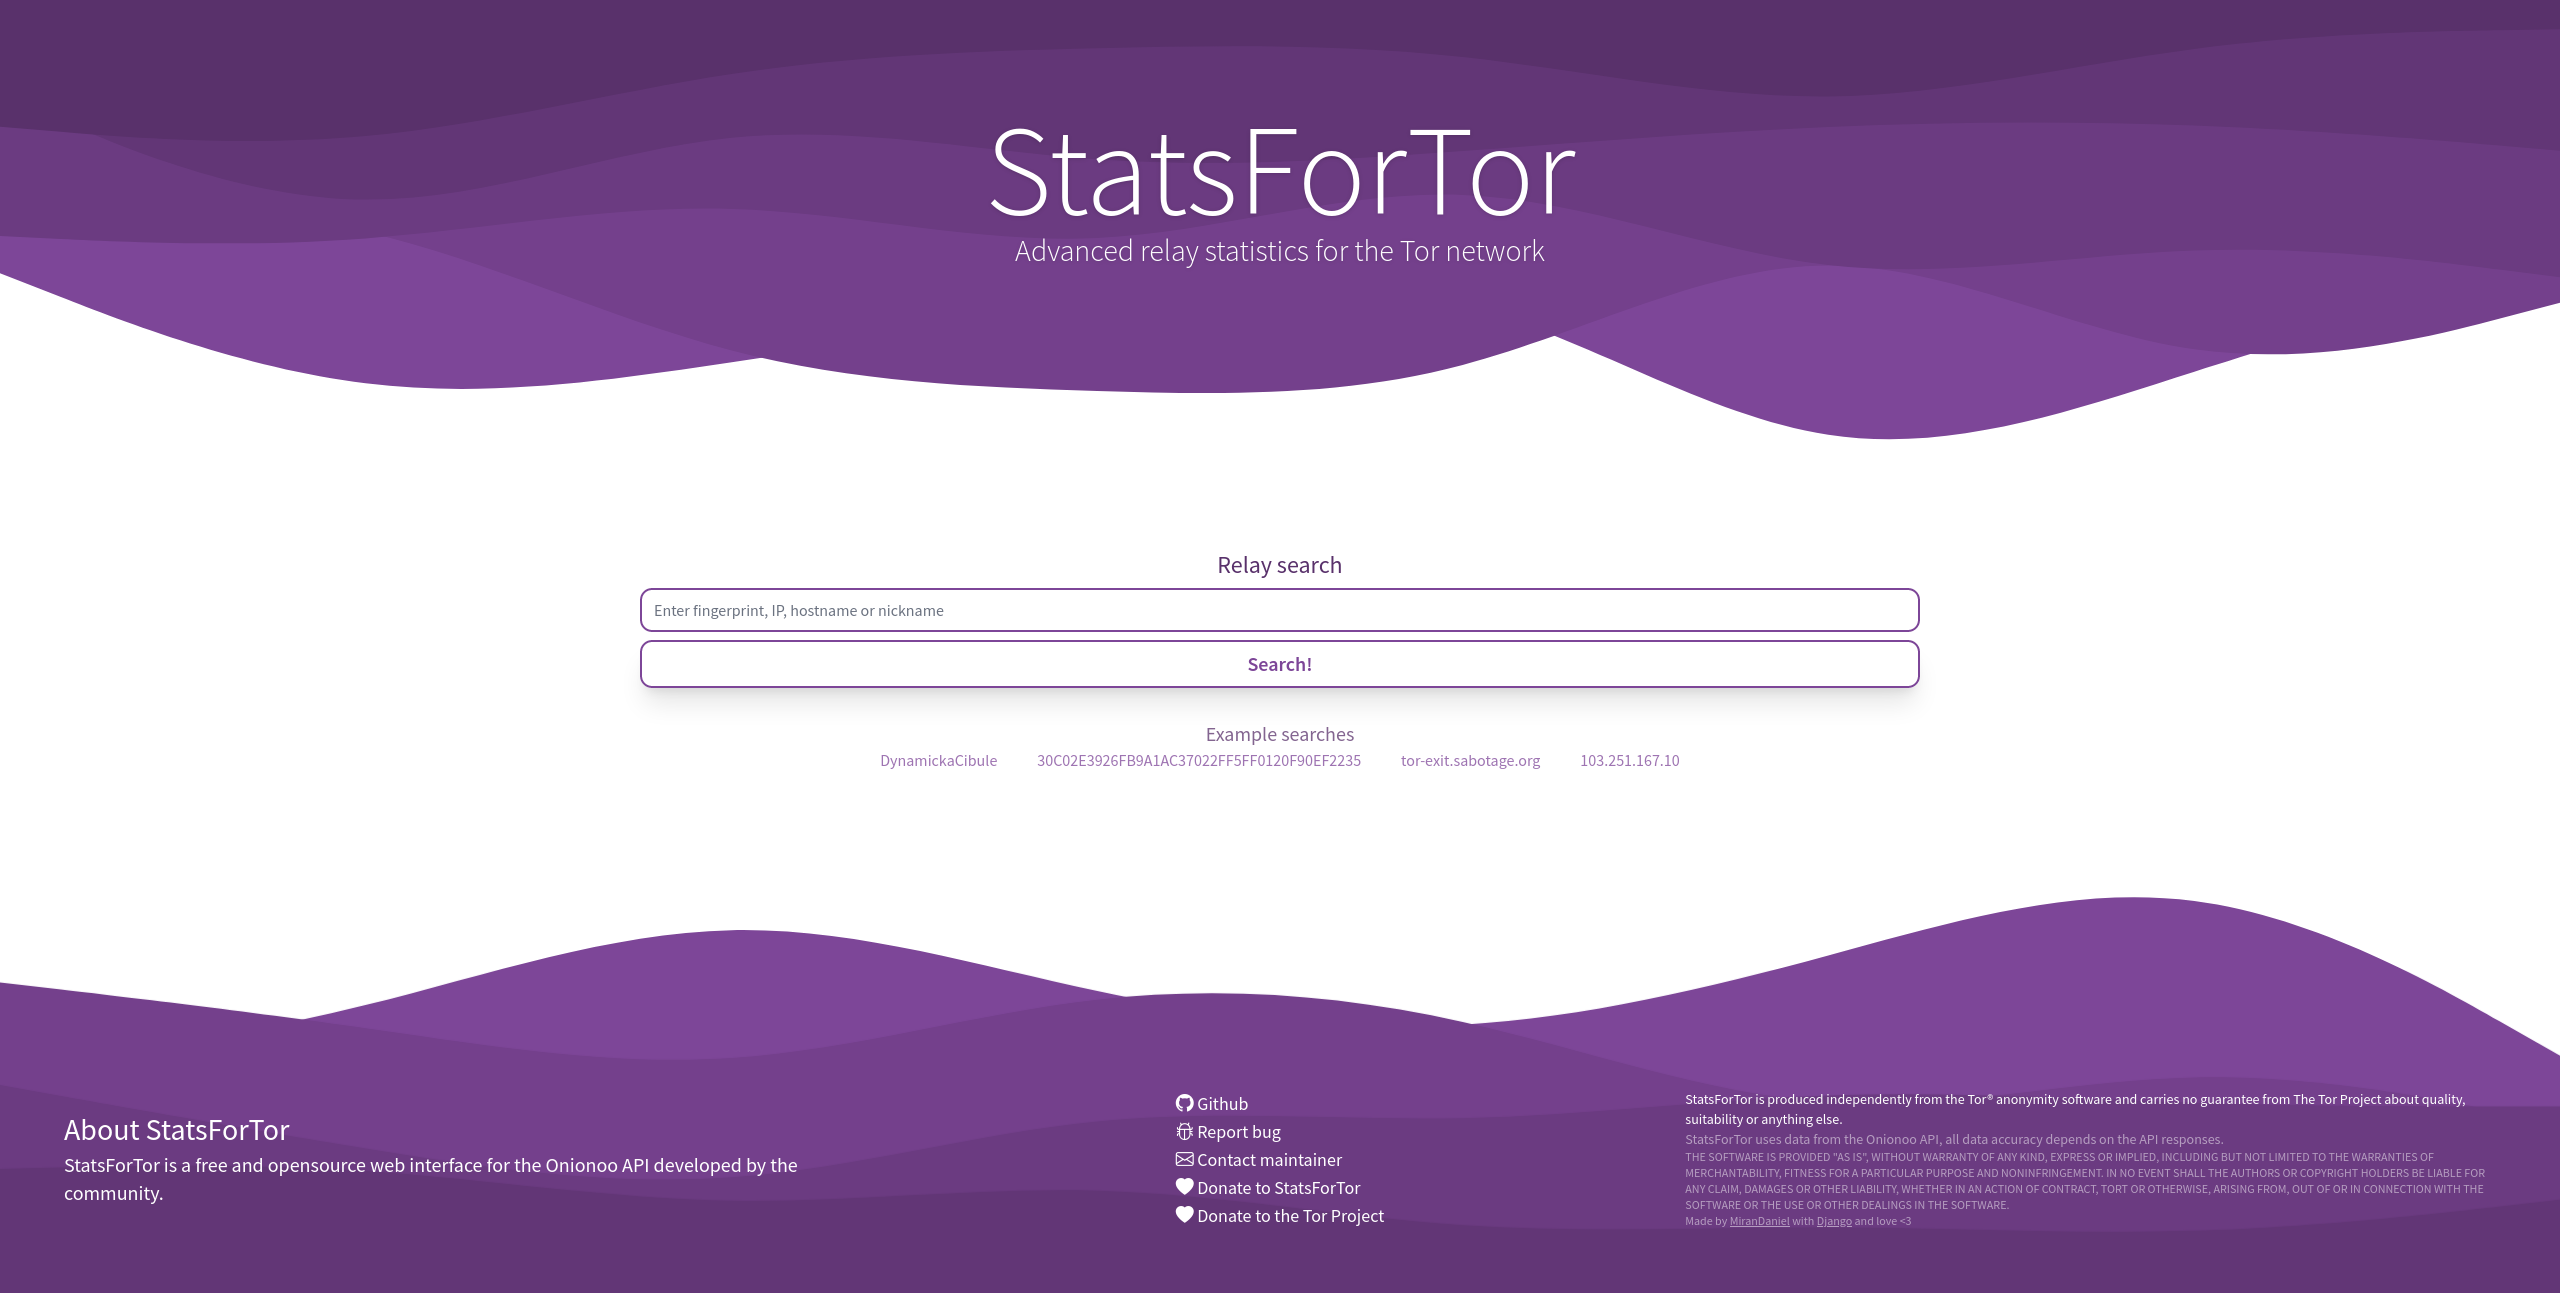 StatsForTor
Advanced relay statistics for the Tor network
Relay search
Enter fingerprint, IP, hostname or nickname
Search!
Example searches
DynamickaCibule 30C02E3926FB9A1AC37022FF5FF0120F90EF2235 tor-exit.sabotage.org 103.251.167.10
About StatsForTor
StatsForTor is a free and opensource web interface for the Onionoo API developed by the
community.
Github
Report bug
Contact maintainer
Donate to StatsForTor
Donate to the Tor Project
StatsForTor is produced independently from the Tor® anonymity software and carries no guarantee from The Tor Project about quality,
suitability or anything else.
StatsForTor uses data from the Onionoo API, all data accuracy depends on the API responses.
THE SOFTWARE IS PROVIDED "AS IS", WITHOUT WARRANTY OF ANY KIND, EXPRESS OR IMPLIED, INCLUDING BUT NOT LIMITED TO THE WARRANTIES OF
MERCHANTABILITY, FITNESS FOR A PARTICULAR PURPOSE AND NONINFRINGEMENT. IN NO EVENT SHALL THE AUTHORS OR COPYRIGHT HOLDERS BE LIABLE FOR
ANY CLAIM, DAMAGES OR OTHER LIABILITY, WHETHER IN AN ACTION OF CONTRACT, TORT OR OTHERWISE, ARISING FROM, OUT OF OR IN CONNECTION WITH THE
SOFTWARE OR THE USE OR OTHER DEALINGS IN THE SOFTWARE.
Made by MiranDaniel with Django and love <3